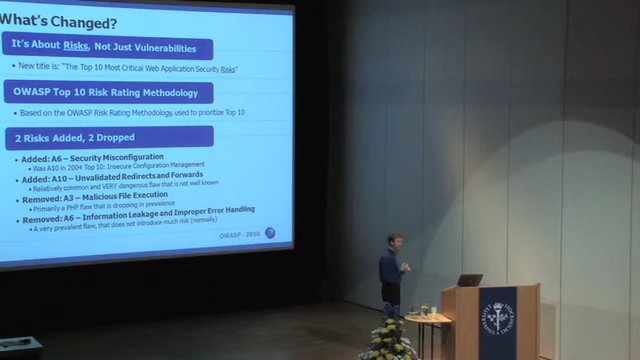 What's Changed?
It's About Risks, Not Just Vulnerabilities
• New title is: "The Top 10 Most Critical Web Application Security Risks"
OWASP Top 10 Risk Rating Methodology
• Based on the OWASP Risk Rating Methodology, used to prioritize Top 10
2 Risks Added, 2 Dropped
• Added: A6 – Security Misconfiguration
• Was A10 in 2004 Top 10: Insecure Configuration Management
• Added: A10 – Unvalidated Redirects and Forwards
• Relatively common and VERY dangerous flaw that is not well known
• Removed: A3 – Malicious File Execution
• Primarily a PHP flaw that is dropping in prevalence
• Removed: A6 – Information Leakage and Improper Error Handling
• A very prevalent flaw, that does not introduce much risk (normally)
OWASP - 2010